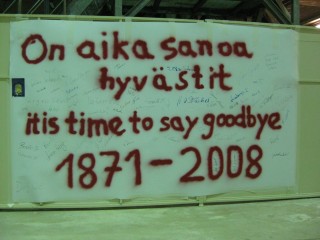 On aika sanoa
hyvästit
it is time to say goodbye
1871-2008